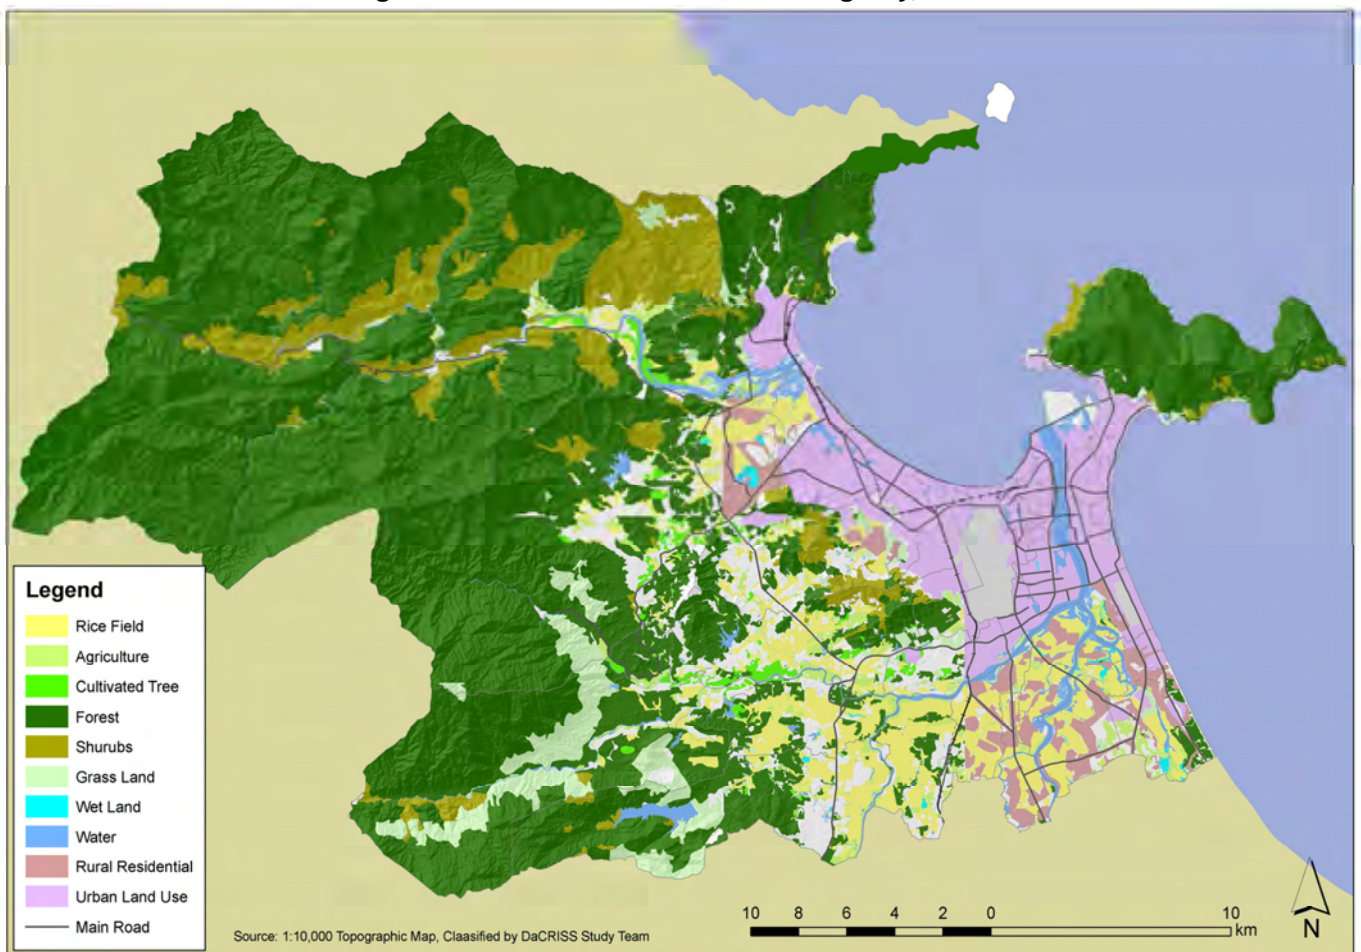 Legend
Rice Field
Agriculture
Cultivated Tree
Forest
Shurubs
Grass Land
Wet Land
Water
Rural Residential
Urban Land Use
Main Road
Source: 1:10,000 Topographic Map, Claasified by DaCRISS Study Team
10 8 6 4 2 0 10
km
N